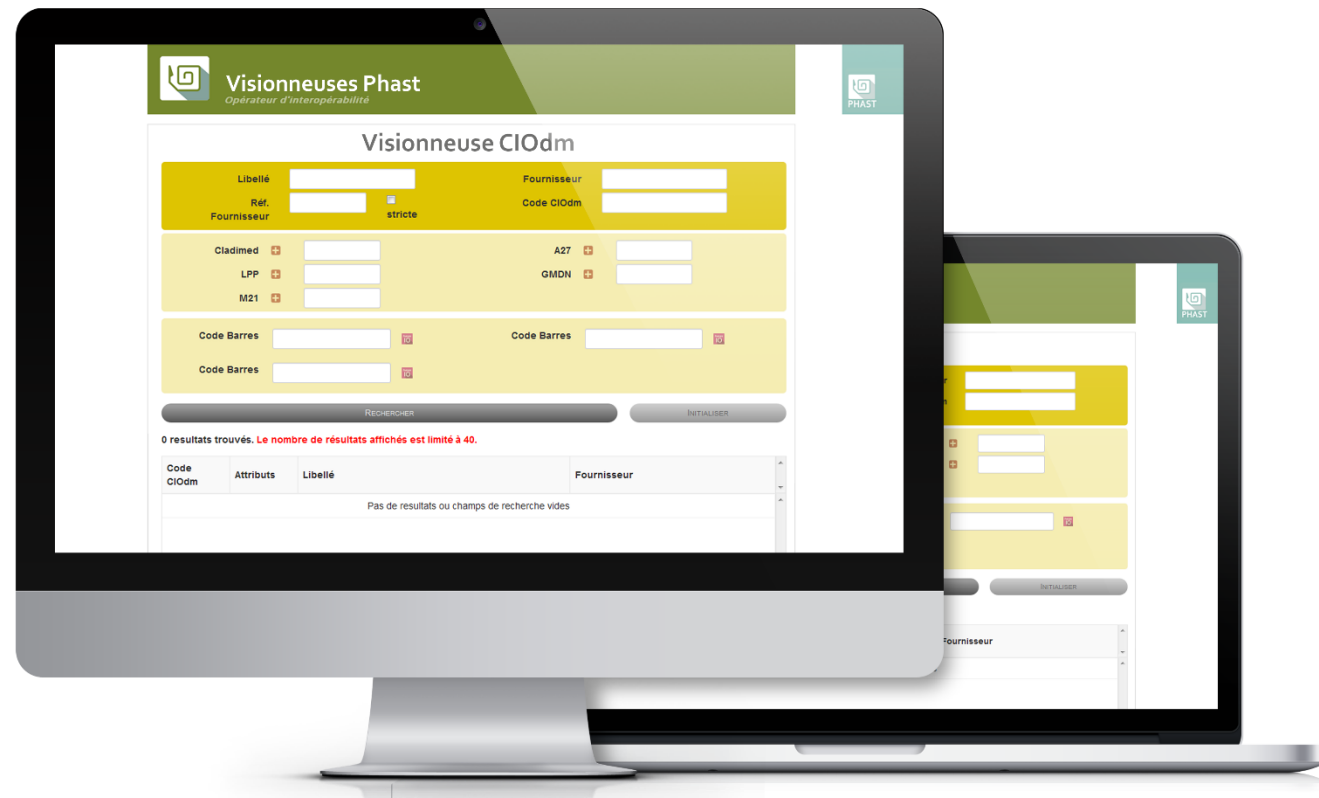 Visionneuses Phast
Opérateur d'interopérabilité
PHAST
Visionneuse CIOdm
Libellé
Fournisseur
Réf. Fournisseur
stricte
Code CIOdm
Cladimed
A27
LPP
GMDN
M21
Code Barres
Code Barres
Code Barres
RECHERCHER
INITIALISER
0 resultats trouvés. Le nombre de résultats affichés est limité à 40.
Code CIOdm
Attributs
Libellé
Fournisseur
Pas de resultats ou champs de recherche vides
PHAST
INITIALISER
Fournisseur